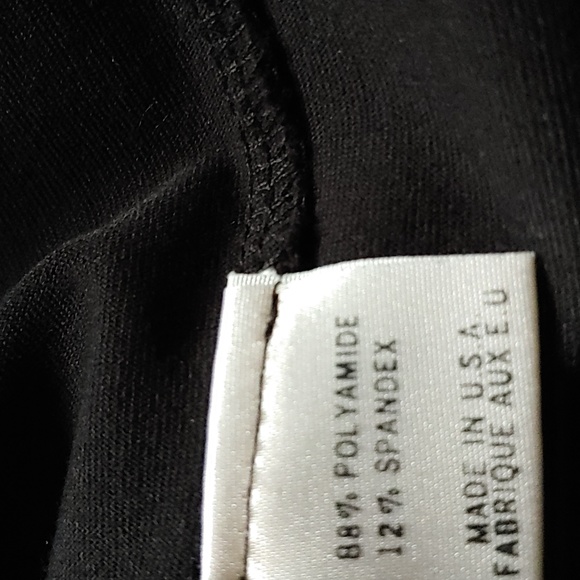 88% POLYAMIDE
12% SPANDEX
MADE IN U.S.A.
FABRIQUE AUX E.U